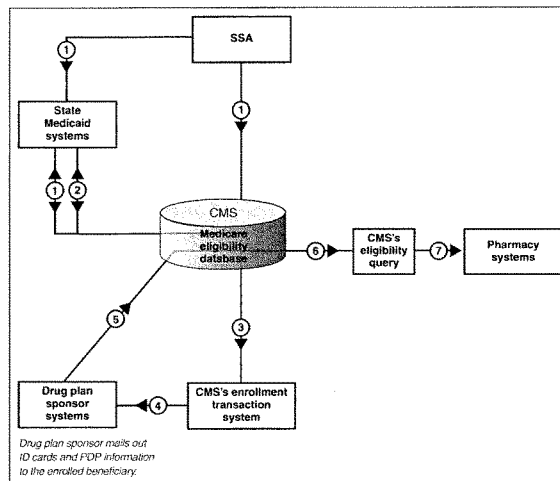 SSA
1
1
State
Medicaid
systems
1
2
CMS
Medicare
eligibility
database
6
CMS's
eligibility
query
7
Pharmacy
systems
5
3
Drug plan
sponsor
systems
4
CMS's enrollment
transaction
system
Drug plan sponsor mails out
ID cards and PDP information
to the enrolled beneficiary.